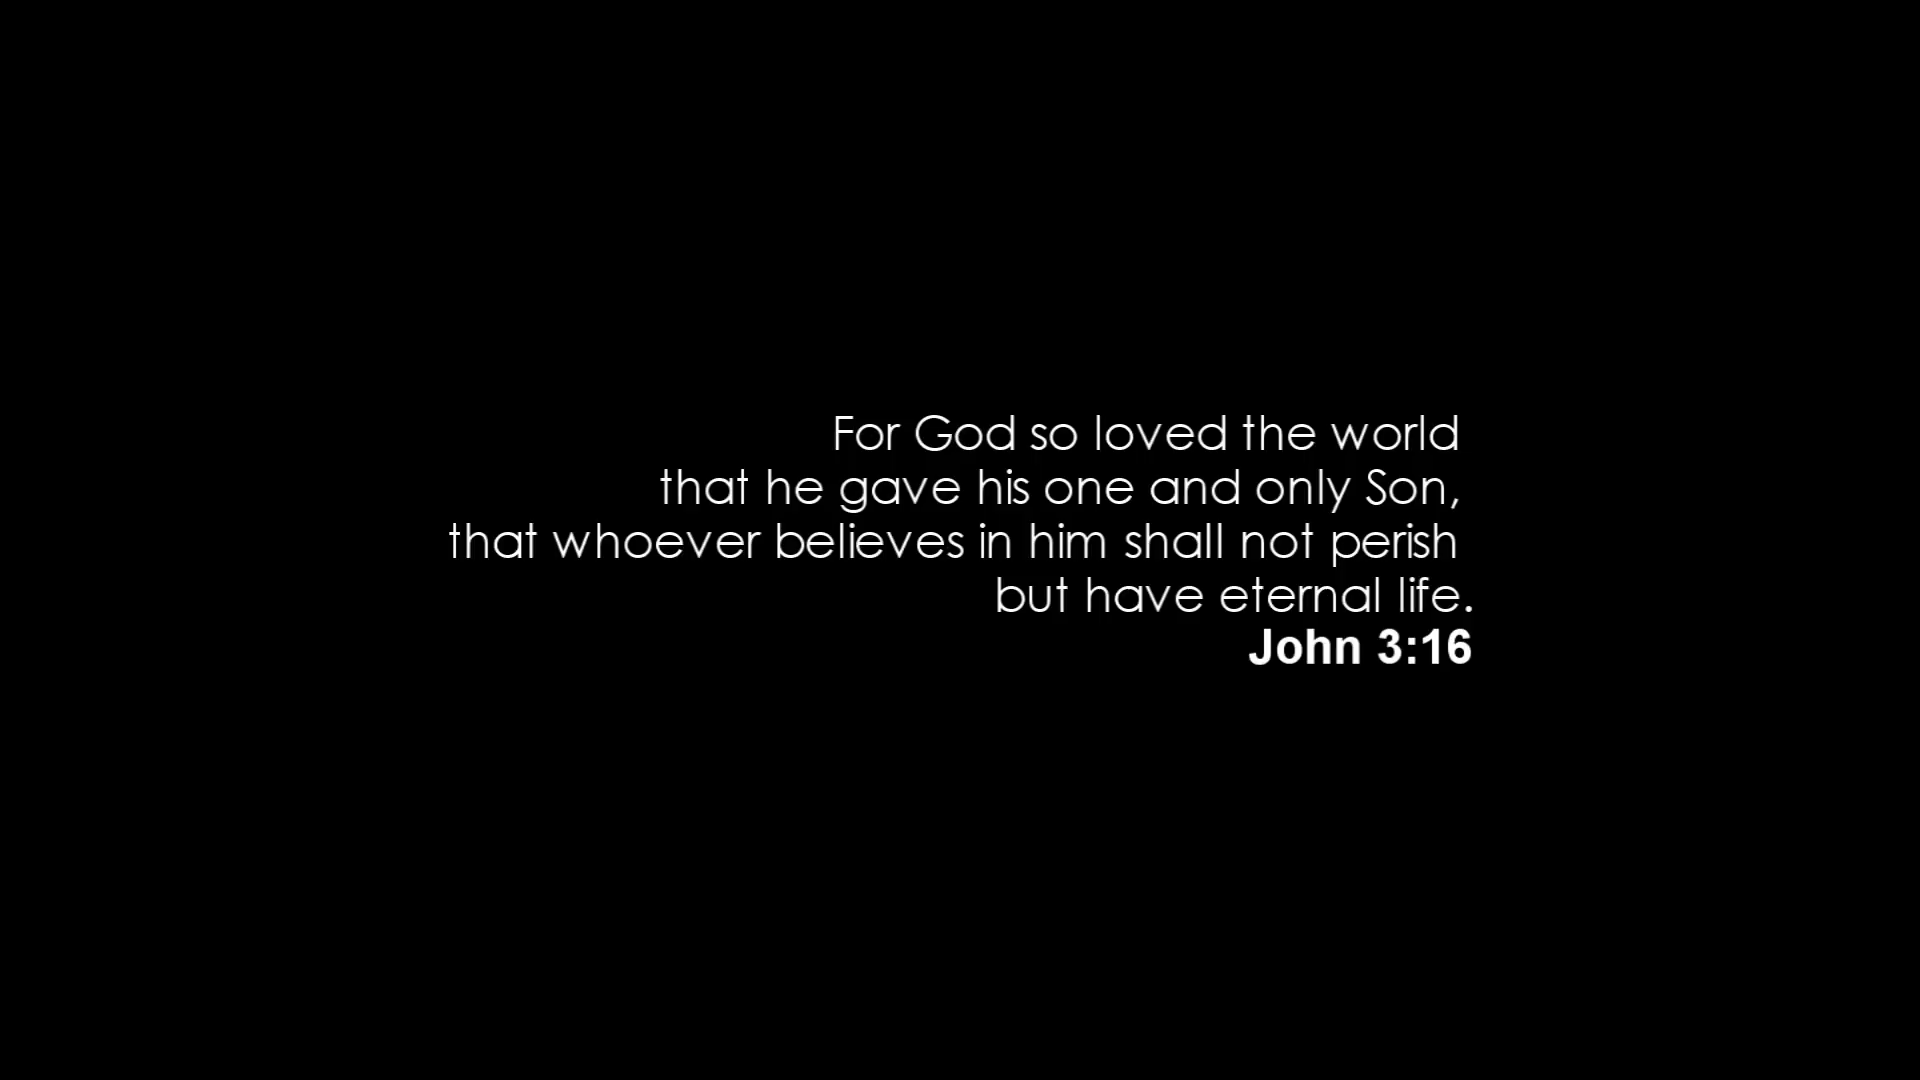 For God so loved the world
that he gave his one and only Son,
that whoever believes in him shall not perish
but have eternal life.
John 3:16